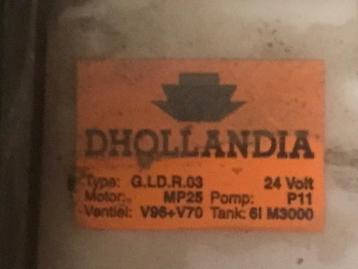 DHOLLANDIA
Type: G.LD.R.03 24 Volt
Motor: MP25 Pomp: P11
Ventiel: V96+V70 Tank: 6l M3000